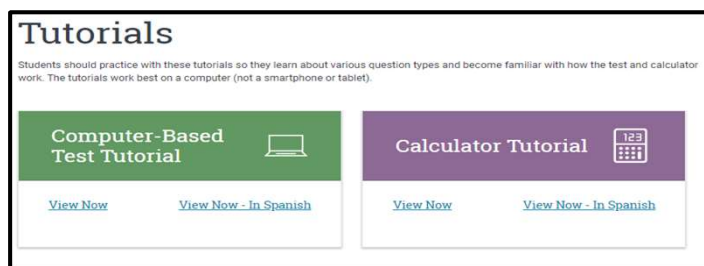 Tutorials
Students should practice with these tutorials so they learn about various question types and become familiar with how the test and calculator
work. The tutorials work best on a computer (not a smartphone or tablet).
Computer-Based
Test Tutorial
Calculator Tutorial
123
View Now
View Now - In Spanish
View Now
View Now - In Spanish